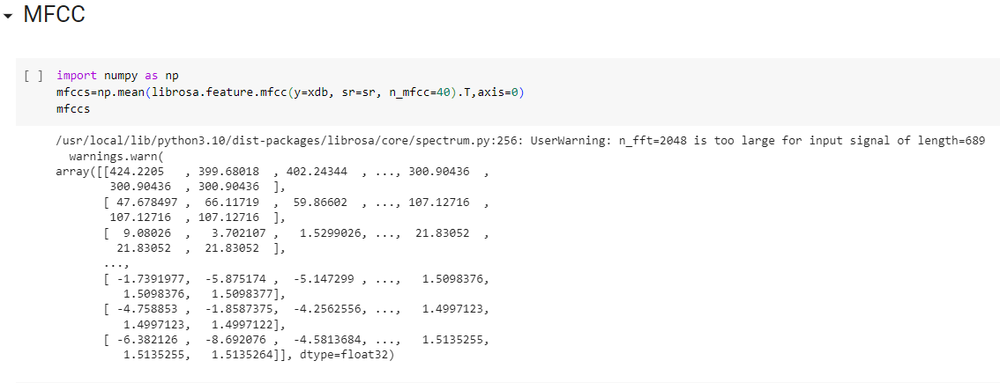 MFCC
[ ] import numpy as np
mfccs=np.mean(librosa.feature.mfcc(y=xdb, sr=sr, n_mfcc=40).T,axis=0)
mfccs
/usr/local/lib/python3.10/dist-packages/librosa/core/spectrum.py:256: UserWarning: n_fft=2048 is too large for input signal of length=689
  warnings.warn(
array([[424.2205   , 399.68018  , 402.24344  , ..., 300.90436  ,
        300.90436  , 300.90436  ],
       [ 47.678497 ,  66.11719  ,  59.86602  , ..., 107.12716  ,
        107.12716  , 107.12716  ],
       [  9.08026  ,   3.702107 ,   1.5299026, ...,  21.83052  ,
         21.83052  ,  21.83052  ],
       ...,
       [ -1.7391977,  -5.875174 ,  -5.147299 , ...,   1.5098376,
          1.5098376,   1.5098377],
       [ -4.758853 ,  -1.8587375,  -4.2562556, ...,   1.4997123,
          1.4997123,   1.4997122],
       [ -6.382126 ,  -8.692076 ,  -4.5813684, ...,   1.5135255,
          1.5135255,   1.5135264]], dtype=float32)